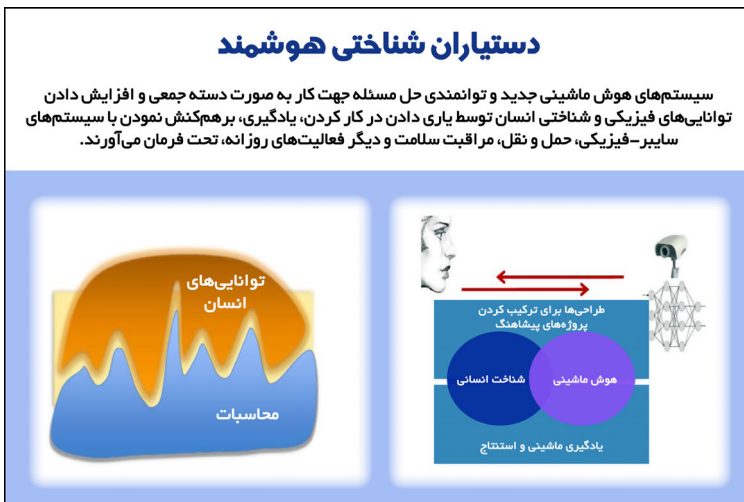 دستیاران شناختی هوشمند
سیستم‌های هوش ماشینی جدید و توانمندی حل مسئله جهت کار به صورت دسته جمعی و افزایش دادن
توانایی‌های فیزیکی و شناختی انسان توسط یاری دادن در کار کردن، یادگیری، برهم‌کنش نمودن با سیستم‌های
سایبر-فیزیکی، حمل و نقل، مراقبت سلامت و دیگر فعالیت‌های روزانه، تحت فرمان می‌آورند.
طراحی‌ها برای ترکیب کردن
پروژه‌های پیشاهنگ
هوش ماشینی
شناخت انسانی
یادگیری ماشینی و استنتاج
توانایی‌های
انسان
محاسبات